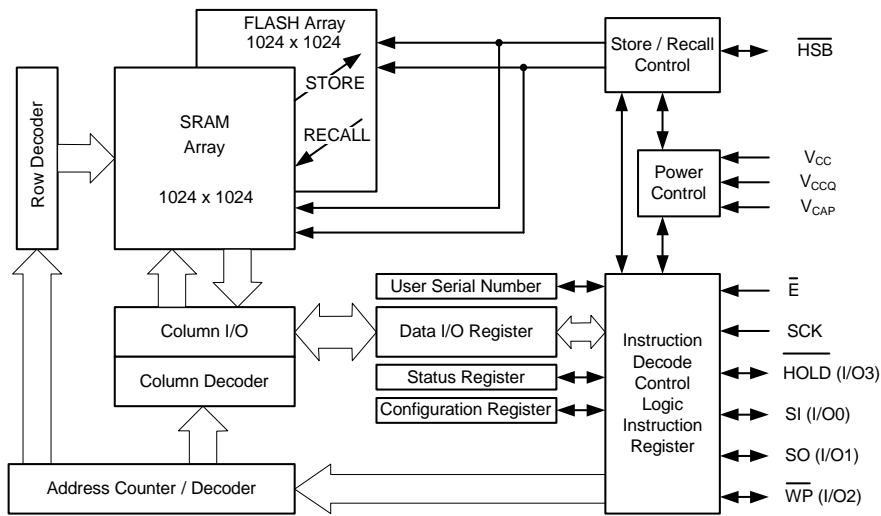 FLASH Array
1024 x 1024
STORE
RECALL
SRAM
Array
1024 x 1024
Row Decoder
Store / Recall
Control
HSB
Power
Control
VCC
VCCQ
VCAP
User Serial Number
Column I/O
Data I/O Register
Column Decoder
Status Register
Configuration Register
Instruction
Decode
Control
Logic
Instruction
Register
E
SCK
HOLD (I/O3)
SI (I/O0)
SO (I/O1)
WP (I/O2)
Address Counter / Decoder